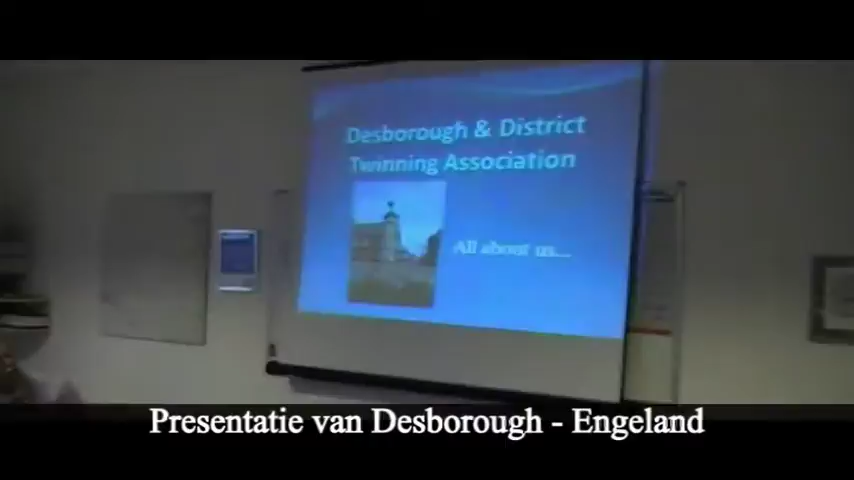 Desborough & District
Twinning Association
All about us...
Presentatie van Desborough - Engeland